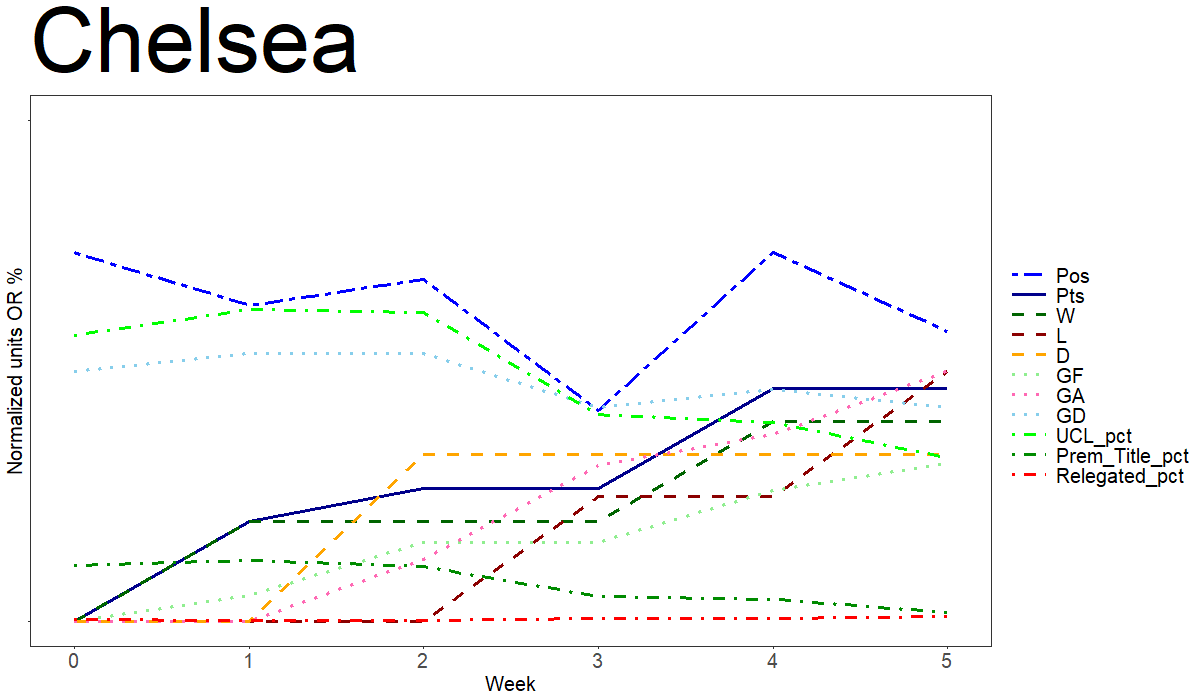 Chelsea
Normalized units OR %
0 1 2 3 4 5
Week
Pos
Pts
W
L
D
GF
GA
GD
UCL_pct
Prem_Title_pct
Relegated_pct